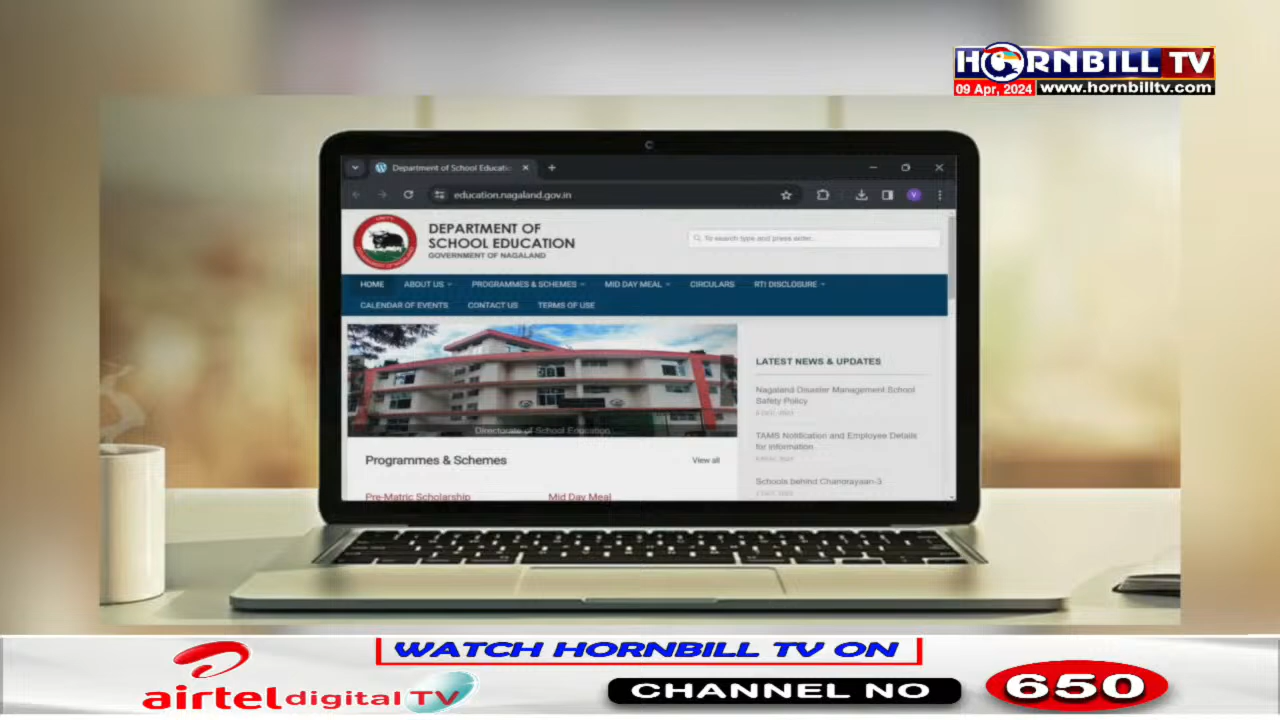 HORNBILL TV
09 Apr, 2024 www.hornbilltv.com
Department of School Educatio
education.nagaland.gov.in
DEPARTMENT OF
SCHOOL EDUCATION
GOVERNMENT OF NAGALAND
To search type and press enter...
HOME ABOUT US PROGRAMMES & SCHEMES MID DAY MEAL CIRCULARS RTI DISCLOSURE
CALENDAR OF EVENTS CONTACT US TERMS OF USE
LATEST NEWS & UPDATES
Nagaland Disaster Management School
Safety Policy
TAMS Notification and Employee Details
for information
Schools behind Chandrayaan-3
Directorate of School Education
Programmes & Schemes View all
Pre-Matric Scholarship Mid Day Meal
WATCH HORNBILL TV ON
airtel digital TV
CHANNEL NO 650